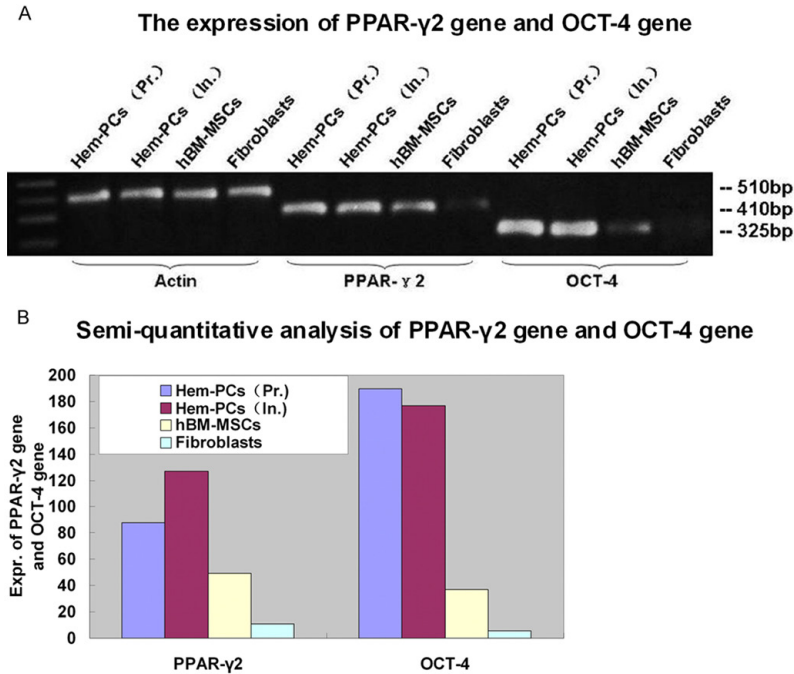 A
The expression of PPAR-γ2 gene and OCT-4 gene
Hem-PCs (Pr.)
Hem-PCs (In.)
hBM-MSCs
Fibroblasts
Hem-PCs (Pr.)
Hem-PCs (In.)
hBM-MSCs
Fibroblasts
Hem-PCs (Pr.)
Hem-PCs (In.)
hBM-MSCs
Fibroblasts
-- 510bp
-- 410bp
-- 325bp
Actin
PPAR-γ2
OCT-4
B
Semi-quantitative analysis of PPAR-γ2 gene and OCT-4 gene
Expr. of PPAR-γ2 gene
and OCT-4 gene
200
180
160
140
120
100
80
60
40
20
0
Hem-PCs (Pr.)
Hem-PCs (In.)
hBM-MSCs
Fibroblasts
PPAR-γ2
OCT-4